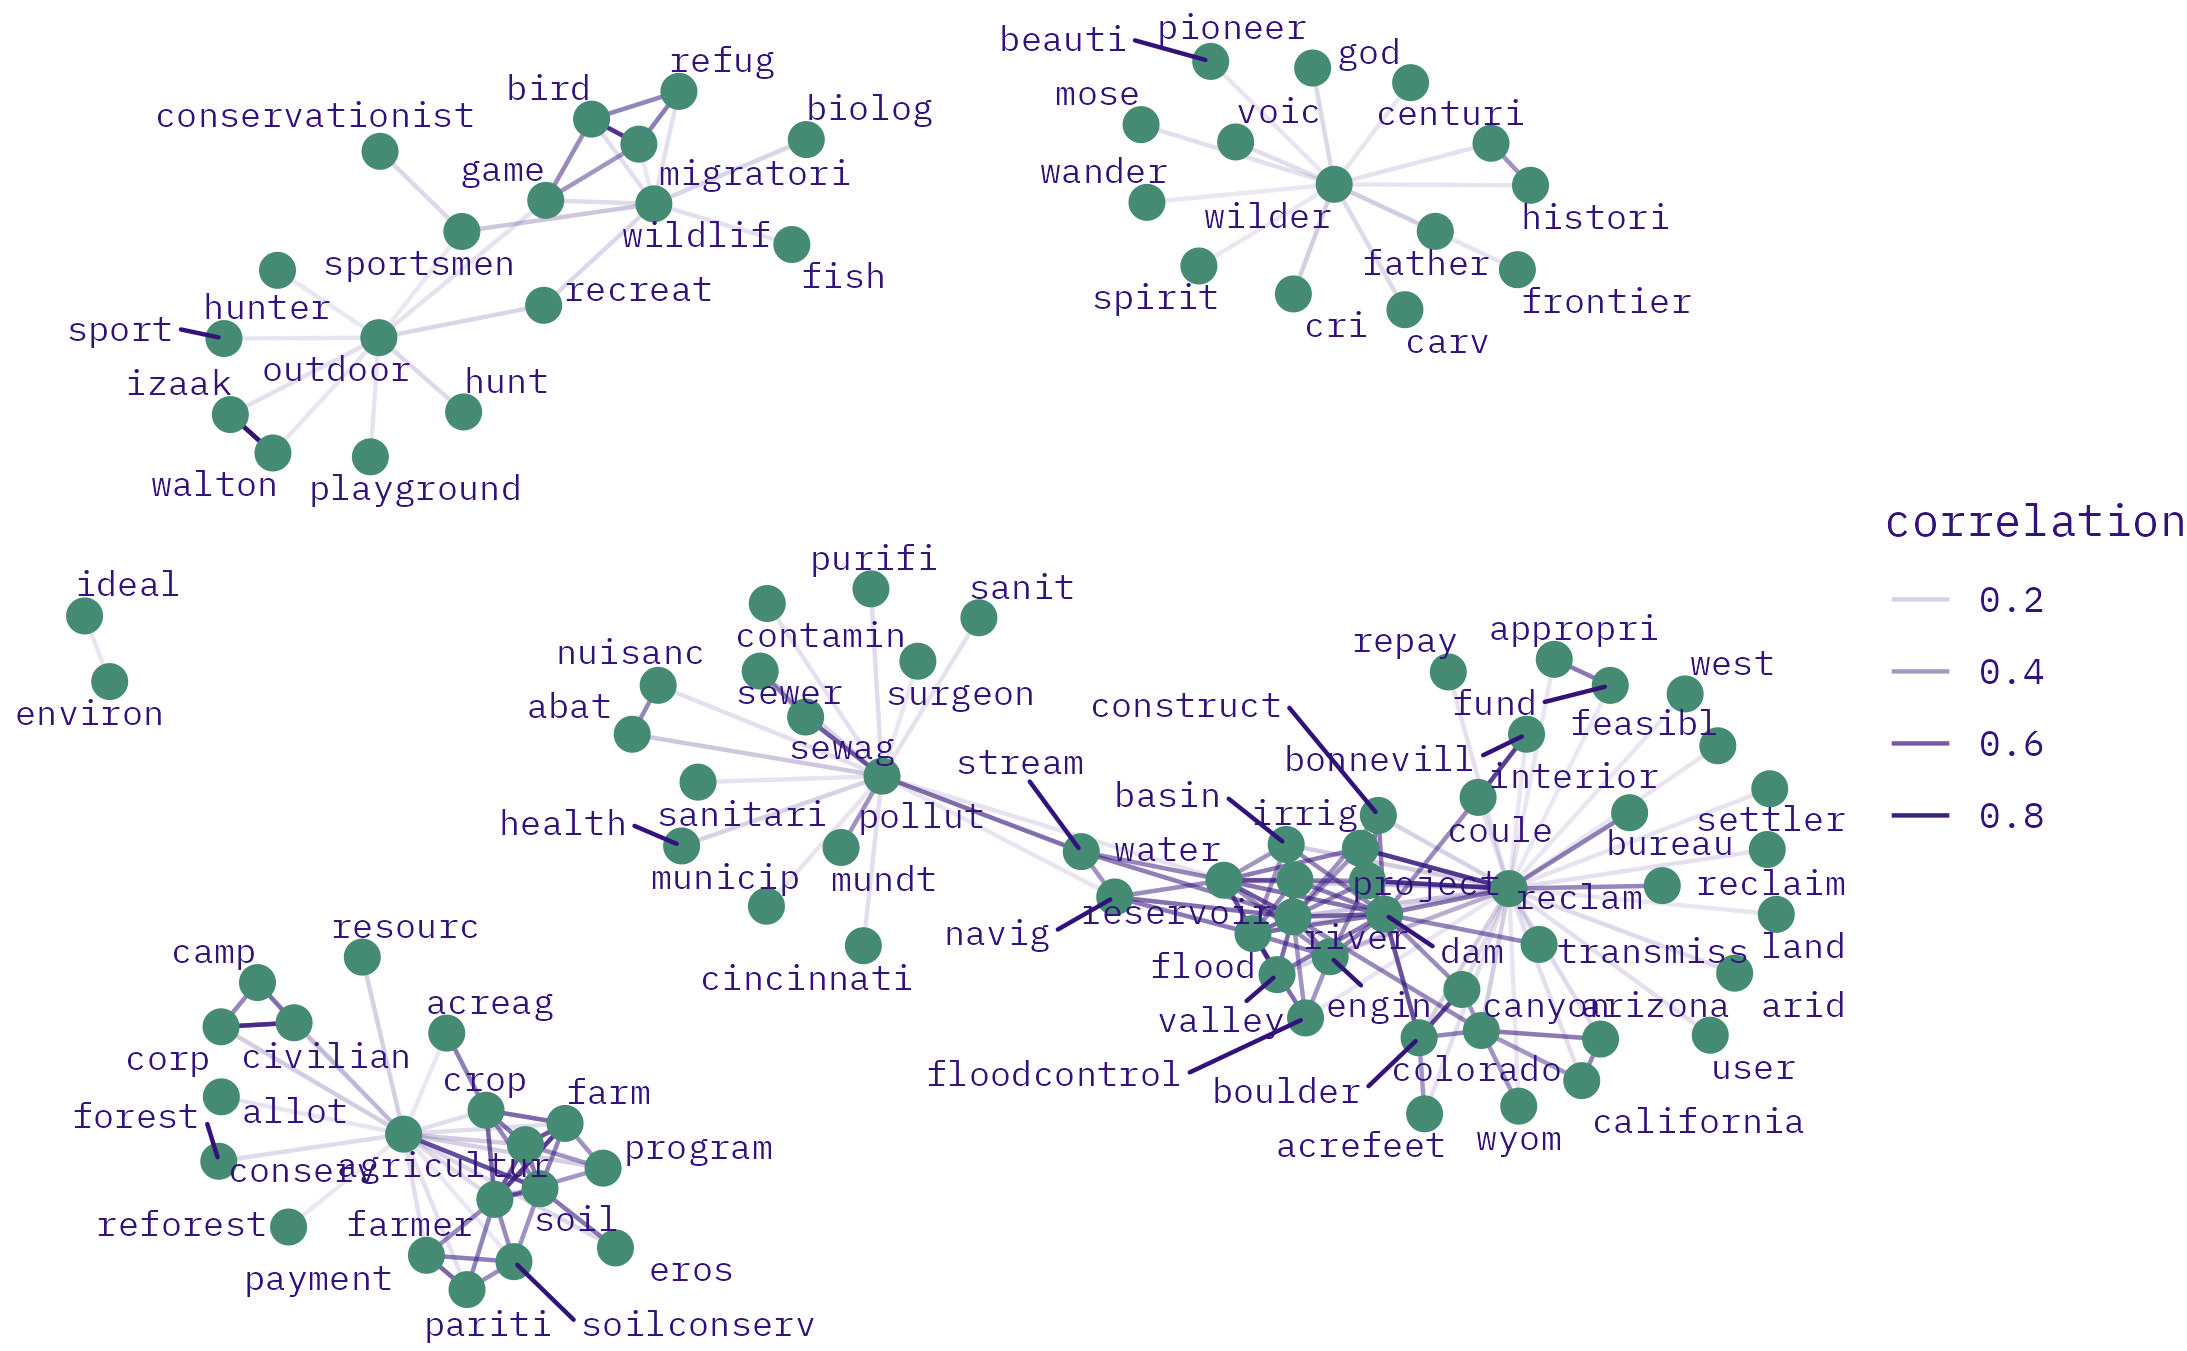 pioneer
beauti
god
refug
bird
mose
biolog
voic
centuri
conservationist
game
migratori
wander
wilder
histori
wildlif
father
sportsmen
fish
recreat
spirit
frontier
hunter
sport
cri
carv
outdoor
izaak
hunt
walton
playground
correlation
0.2
0.4
0.6
0.8
ideal
environ
purifi
sanit
contamin
nuisanc
sewer
surgeon
abat
sewag
stream
construct
repay
appropri
west
fund
feasibl
bonnevill
interior
basin
irrig
settler
health
sanitari
pollut
coule
bureau
water
municip
mundt
project
reclam
reclaim
reservoir
navig
river
dam
transmiss
land
cincinnati
flood
engin
canyon
arizona
arid
valley
floodcontrol
boulder
colorado
user
acrefeet
wyom
california
resourc
camp
acreag
corp
civilian
crop
farm
allot
forest
program
conserv
agricultur
reforest
farmer
soil
payment
eros
pariti
soilconserv